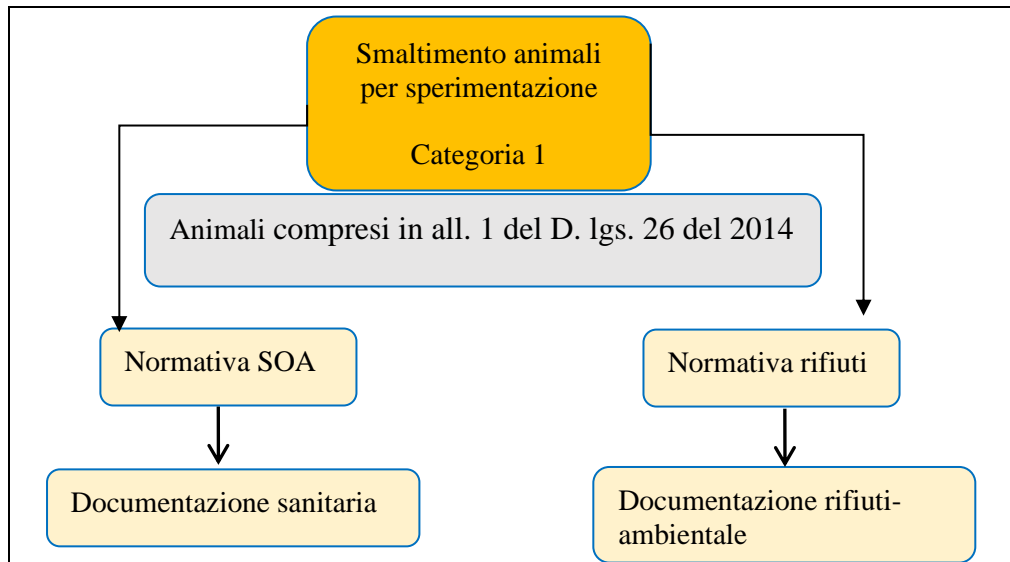 Smaltimento animali
per sperimentazione
Categoria 1
Animali compresi in all. 1 del D. lgs. 26 del 2014
Normativa SOA
Normativa rifiuti
Documentazione sanitaria
Documentazione rifiuti-
ambientale